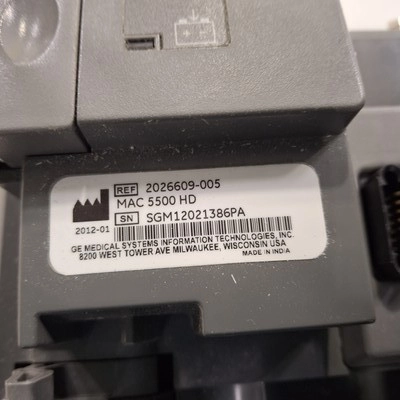 REF 2026609-005
MAC 5500 HD
SN SGM12021386PA
2012-01
GE MEDICAL SYSTEMS INFORMATION TECHNOLOGIES, INC.
8200 WEST TOWER AVE MILWAUKEE, WISCONSIN USA
MADE IN INDIA